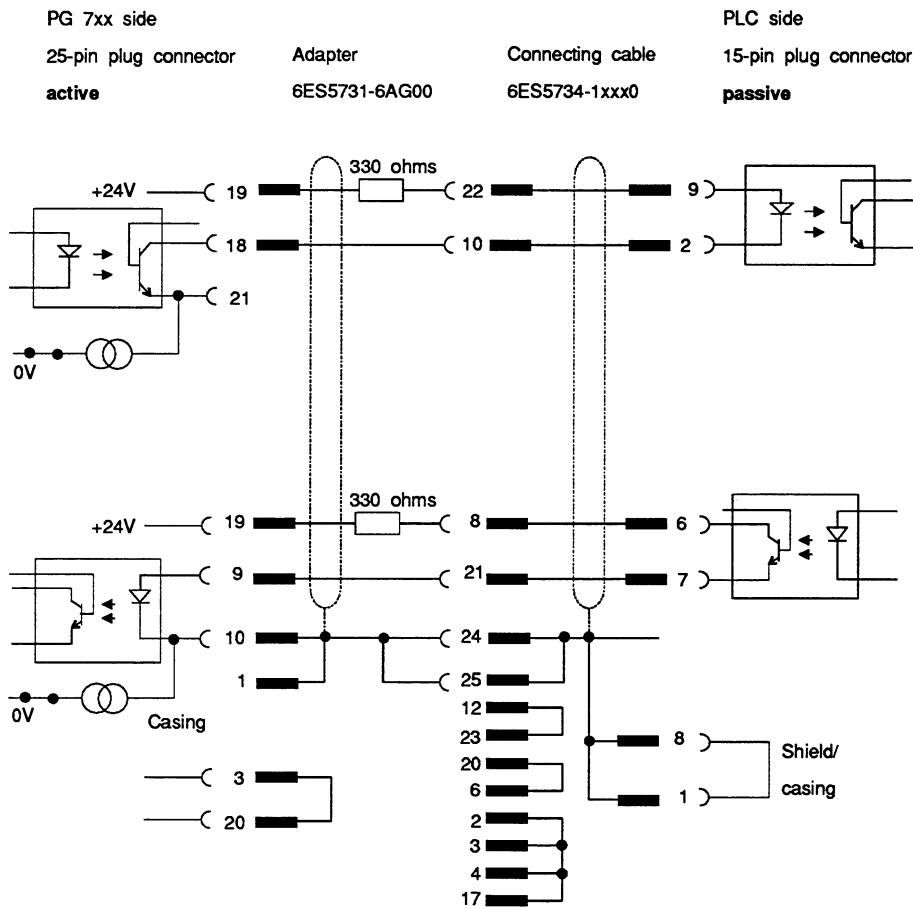 PG 7xx side
PLC side
25-pin plug connector
Adapter
Connecting cable
15-pin plug connector
active
6ES5731-6AG00
6ES5734-1xxx0
passive
330 ohms
+24V
19
22
9
18
10
2
21
0V
330 ohms
+24V
19
8
6
9
21
7
10
24
1
25
0V
Casing
12
23
8
Shield/
3
20
casing
6
1
20
2
3
4
17